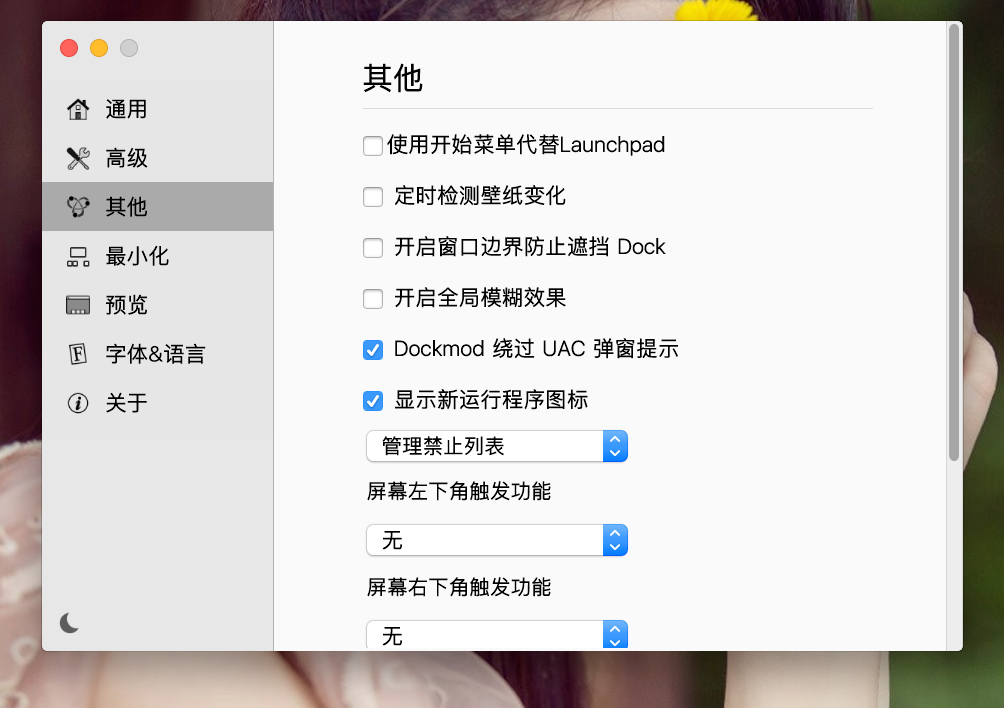 通用
高级
其他
最小化
预览
字体&语言
关于
其他
使用开始菜单代替Launchpad
定时检测壁纸变化
开启窗口边界防止遮挡 Dock
开启全局模糊效果
Dockmod 绕过 UAC 弹窗提示
显示新运行程序图标
管理禁止列表
屏幕左下角触发功能
无
屏幕右下角触发功能
无